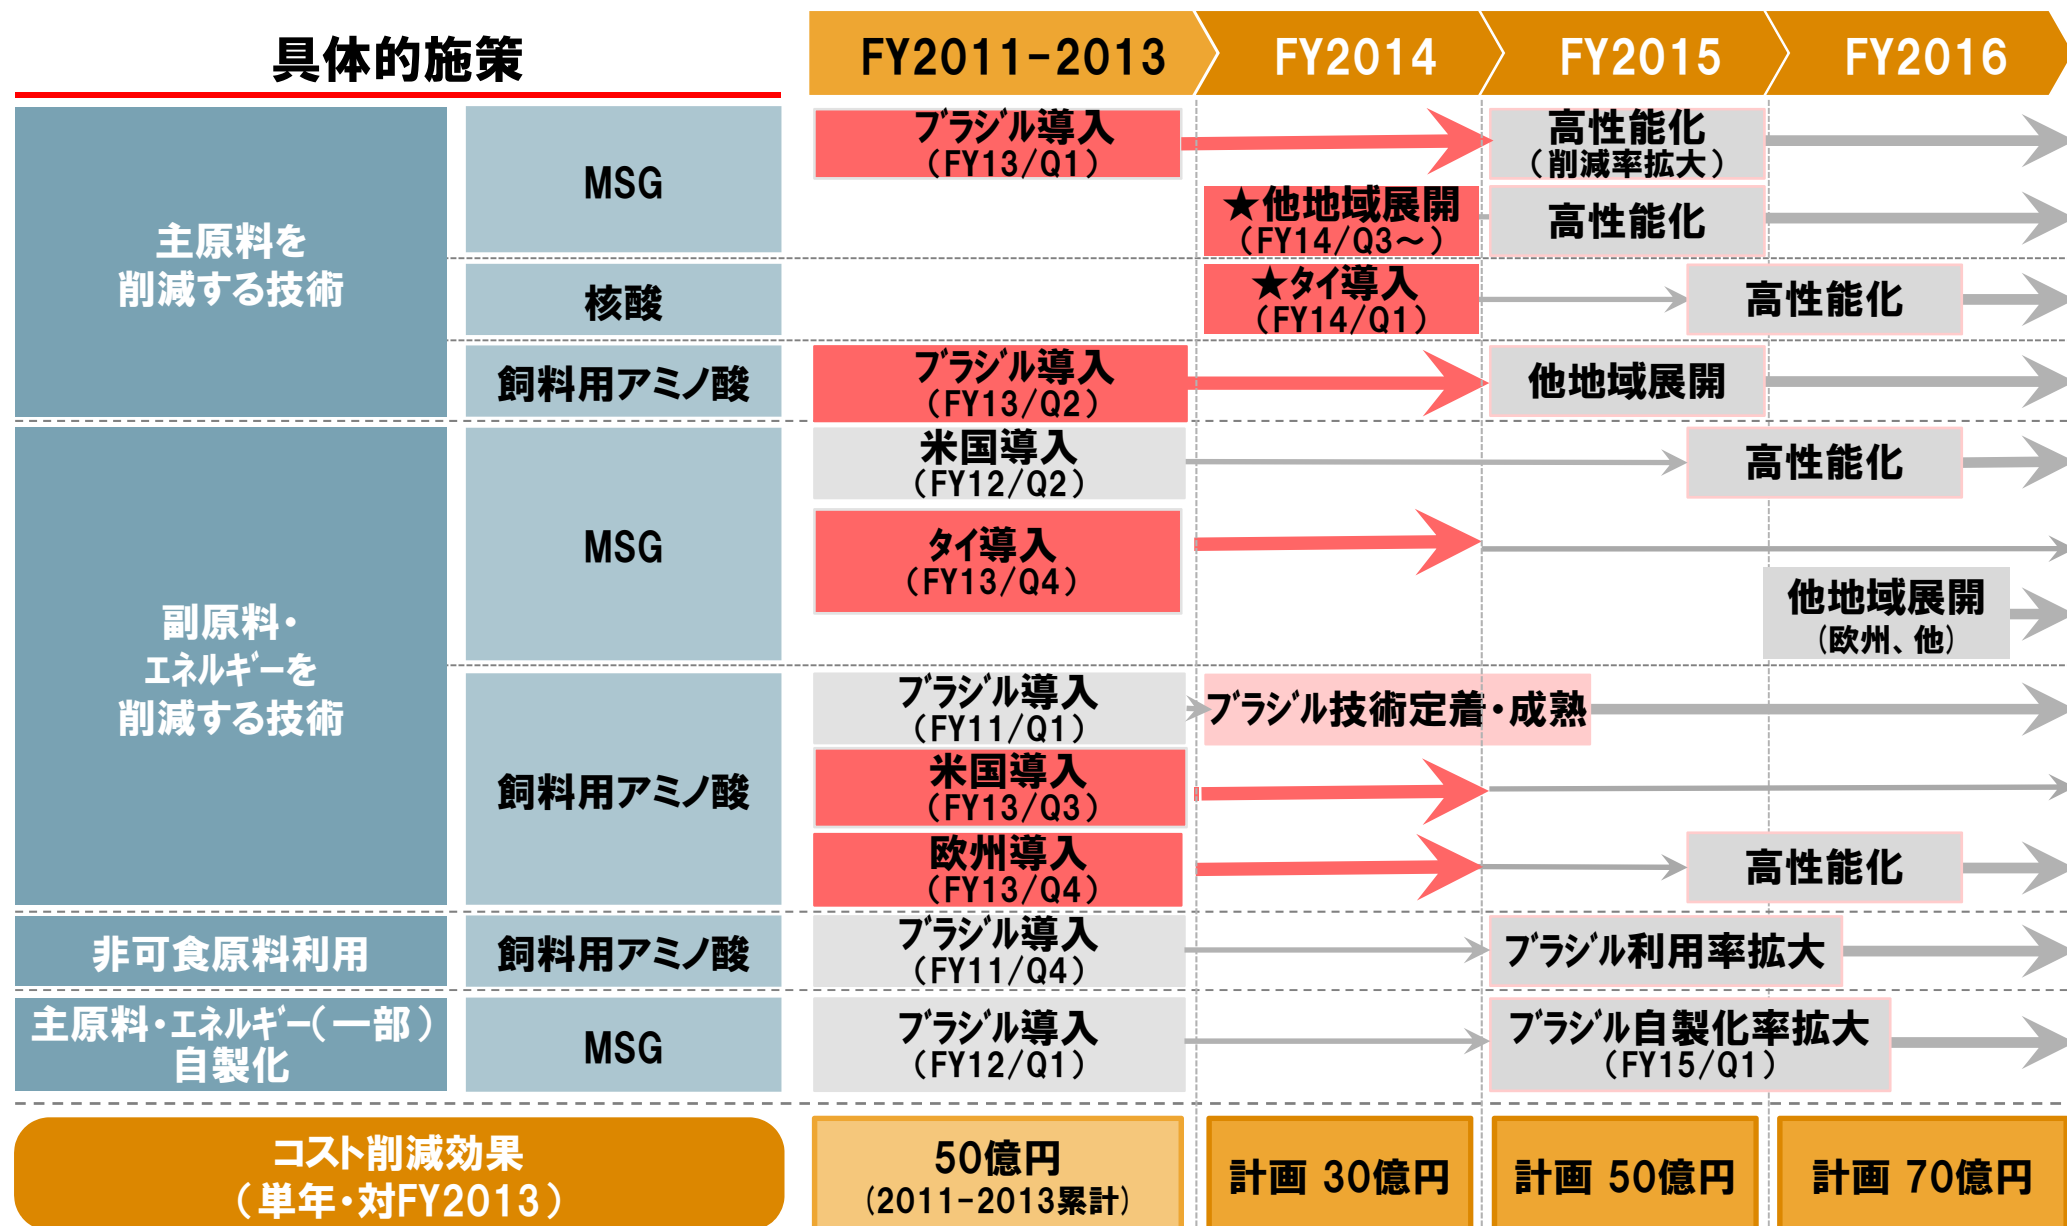 具体的施策
FY2011-2013
FY2014
FY2015
FY2016
主原料を
削減する技術
MSG
ブラジル導入
（FY13/Q1）
高性能化
（削減率拡大）
★他地域展開
（FY14/Q3～）
高性能化
核酸
★タイ導入
（FY14/Q1）
高性能化
飼料用アミノ酸
ブラジル導入
（FY13/Q2）
他地域展開
副原料・
エネルギーを
削減する技術
MSG
米国導入
（FY12/Q2）
高性能化
タイ導入
（FY13/Q4）
他地域展開
(欧州、他)
飼料用アミノ酸
ブラジル導入
（FY11/Q1）
ブラジル技術定着・成熟
米国導入
（FY13/Q3）
欧州導入
（FY13/Q4）
高性能化
非可食原料利用
飼料用アミノ酸
ブラジル導入
（FY11/Q4）
ブラジル利用率拡大
主原料・エネルギー（一部）
自製化
MSG
ブラジル導入
（FY12/Q1）
ブラジル自製化率拡大
（FY15/Q1）
コスト削減効果
（単年・対FY2013）
50億円
(2011-2013累計)
計画 30億円
計画 50億円
計画 70億円